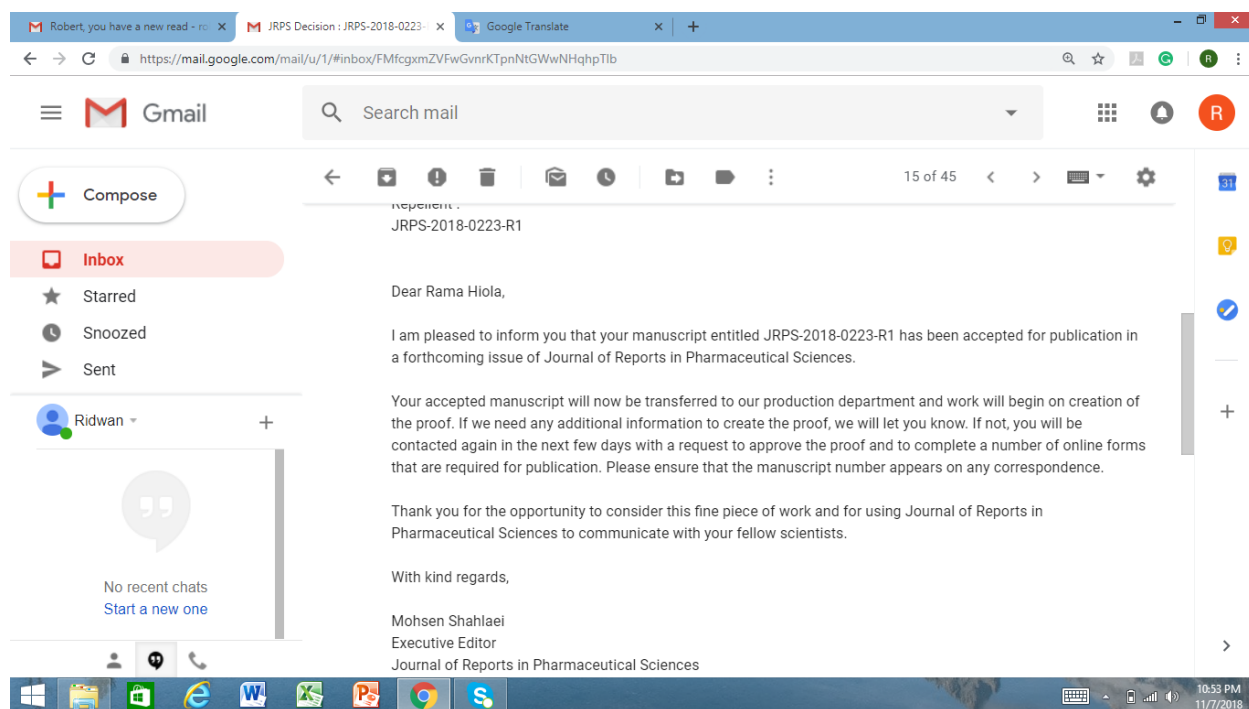 Robert, you have a new read - ro
JRPS Decision : JRPS-2018-0223-
Google Translate
https://mail.google.com/mail/u/1/#inbox/FMfcgxmZVFwGvnrKTpnNtGWwNHqhpTlb
R
Gmail
Search mail
R
Compose
15 of 45
31
Repellent :
JRPS-2018-0223-R1
Inbox
Starred
Snoozed
Sent
Ridwan
No recent chats
Start a new one
Dear Rama Hiola,
I am pleased to inform you that your manuscript entitled JRPS-2018-0223-R1 has been accepted for publication in
a forthcoming issue of Journal of Reports in Pharmaceutical Sciences.
Your accepted manuscript will now be transferred to our production department and work will begin on creation of
the proof. If we need any additional information to create the proof, we will let you know. If not, you will be
contacted again in the next few days with a request to approve the proof and to complete a number of online forms
that are required for publication. Please ensure that the manuscript number appears on any correspondence.
Thank you for the opportunity to consider this fine piece of work and for using Journal of Reports in
Pharmaceutical Sciences to communicate with your fellow scientists.
With kind regards,
Mohsen Shahlaei
Executive Editor
Journal of Reports in Pharmaceutical Sciences
10:53 PM
11/7/2018